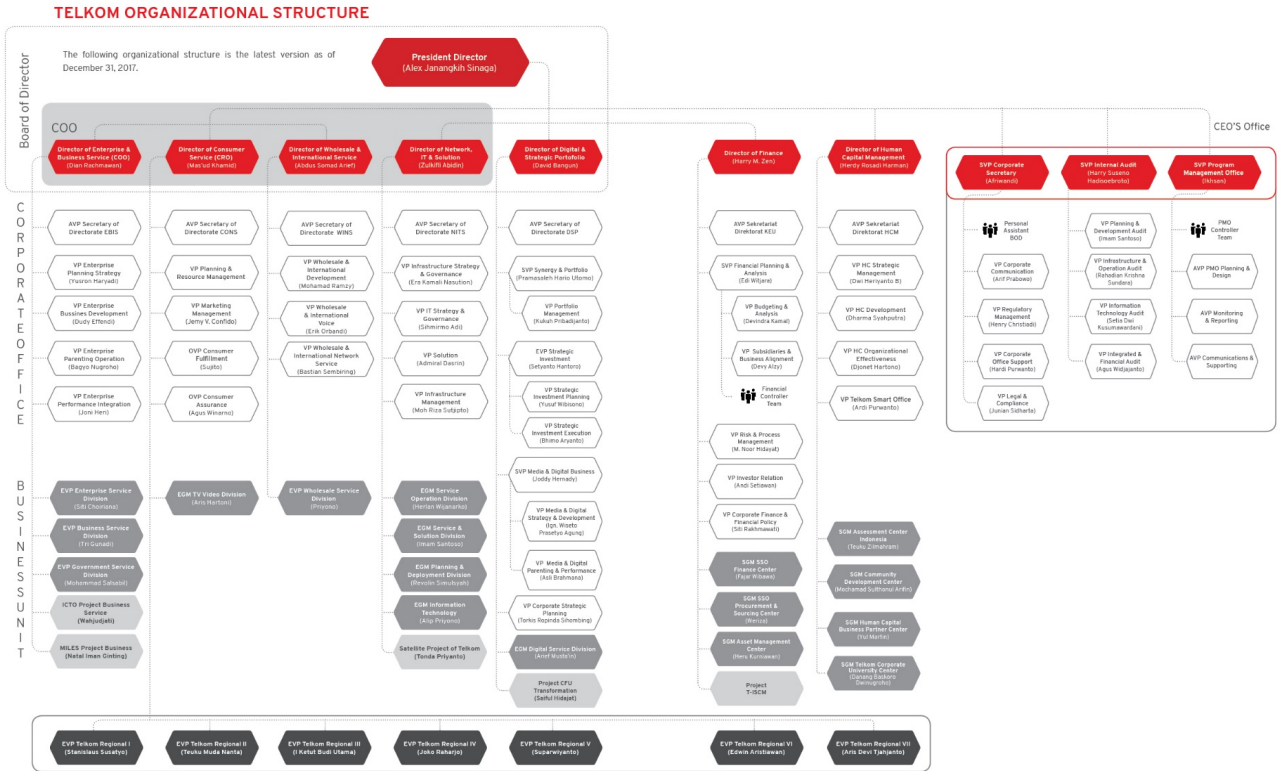 TELKOM ORGANIZATIONAL STRUCTURE
The following organizational structure is the latest version as of
December 31, 2017.
Board of Director
President Director
(Alex Janangkih Sinaga)
COO
CEO'S Office
Director of Enterprise &
Business Service (COO)
(Dian Rachmawan)
Director of Consumer
Service (CRO)
(Mas'ud Khamid)
Director of Wholesale &
International Service
(Abdus Somad Arief)
Director of Network,
IT & Solution
(Zulkifli Abidin)
Director of Digital &
Strategic Portofolio
(David Bangun)
Director of Finance
(Harry M. Zen)
Director of Human
Capital Management
(Herdy Rosadi Harman)
SVP Corporate
Secretary
(Afriwandi)
SVP Internal Audit
(Harry Suseno
Hadisoebroto)
SVP Program
Management Office
(Ikhsan)
CORPORATE OFFICE
AVP Secretary of
Directorate EBIS
VP Enterprise
Planning Strategy
(Yusron Haryadi)
VP Enterprise
Bussines Development
(Dudy Effendi)
VP Enterprise
Parenting Operation
(Bagyo Nugroho)
VP Enterprise
Performance Integration
(Joni Heri)
AVP Secretary of
Directorate CONS
VP Planning &
Resource Management
VP Marketing
Management
(Jemy V. Confido)
OVP Consumer
Fulfillment
(Sujito)
OVP Consumer
Assurance
(Agus Winarno)
AVP Secretary of
Directorate WINS
VP Wholesale &
International
Development
(Mohamad Ramzy)
VP Wholesale
& International
Voice
(Erik Orbandi)
VP Wholesale &
International Network
Service
(Bastian Sembiring)
AVP Secretary of
Directorate NITS
VP Infrastructure Strategy
& Governance
(Era Kamali Nasution)
VP IT Strategy &
Governance
(Sihmirmo Adi)
VP Solution
(Admiral Dasrin)
VP Infrastructure
Management
(Moh Riza Sutjipto)
AVP Secretary of
Directorate DSP
SVP Synergy & Portfolio
(Pramasaleh Hario Utomo)
VP Portfolio
Management
(Kukuh Pribadijanto)
EVP Strategic
Investment
(Setyanto Hantoro)
VP Strategic
Investment Planning
(Yusuf Wibisono)
VP Strategic
Investment Execution
(Bhimo Aryanto)
SVP Media & Digital Business
(Joddy Hernady)
VP Media & Digital
Strategy & Development
(Ign. Wioeto
Prasetyo Agung)
VP Media & Digital
Parenting & Performance
(Asli Brahmana)
VP Corporate Strategic
Planning
(Torkis Rapinda Sihombing)
AVP Sekretariat
Direktorat KEU
SVP Financial Planning &
Analysis
(Edi Witjara)
VP Budgeting &
Analysis
(Devindra Kamal)
VP Subsidiaries &
Business Alignment
(Devy Alzy)
Financial
Controller
Team
VP Risk & Process
Management
(M. Noor Hidayat)
VP Investor Relation
(Andi Setiawan)
VP Corporate Finance &
Financial Policy
(Siti Rakhmawati)
AVP Sekretariat
Direktorat HCM
VP HC Strategic
Management
(Dwi Heriyanto B)
VP HC Development
(Dharma Syahputra)
VP HC Organizational
Effectiveness
(Djonet Hartono)
VP Telkom Smart Office
(Ardi Purwanto)
Personal
Assistant
BOD
VP Corporate
Communication
(Arif Prabowo)
VP Regulatory
Management
(Henry Christiadi)
VP Corporate
Office Support
(Hardi Purwanto)
VP Legal &
Compliance
(Junian Sidharta)
VP Planning &
Development Audit
(Imam Santoso)
VP Infrastructure &
Operation Audit
(Rahadian Krishna
Sundara)
VP Information
Technology Audit
(Setia Dwi
Kusumawardani)
VP Integrated &
Financial Audit
(Agus Widjajanto)
PMO
Controller
Team
AVP PMO Planning &
Design
AVP Monitoring
& Reporting
AVP Communications &
Supporting
BUSINESS UNIT
EVP Enterprise Service
Division
(Siti Choiriana)
EVP Business Service
Division
(Tri Gunadi)
EVP Government Service
Division
(Mohammad Salsabil)
ICTO Project Business
Service
(Wahjudjati)
MILES Project Business
(Natal Iman Ginting)
EGM TV Video Division
(Aris Hartoni)
EVP Wholesale Service
Division
(Priyono)
EGM Service
Operation Division
(Herlan Wijanarko)
EGM Service &
Solution Division
(Imam Santoso)
EGM Planning &
Deployment Division
EGM Information
Technology
(Alip Priyono)
Satellite Project of Telkom
(Tonda Priyanto)
EGM Digital Service Division
(Arief Musta'in)
Project CFU
Transformation
(Saiful Hidajat)
SGM SSO
Finance Center
(Fajar Wibawa)
SGM SSO
Procurement &
Sourcing Center
(Weriza)
SGM Asset Management
Center
(Heru Kurniawan)
Project
T-ISCM
SGM Assessment Center
Indonesia
(Teuku Zilmahram)
SGM Community
Development Center
SGM Human Capital
Business Partner Center
(Yul Martin)
SGM Telkom Corporate
University Center
(Danang Baskoro
Dwinugroho)
EVP Telkom Regional I
(Stanislaus Susatyo)
EVP Telkom Regional II
(Teuku Muda Nanta)
EVP Telkom Regional III
(I Ketut Budi Utama)
EVP Telkom Regional IV
(Joko Raharjo)
EVP Telkom Regional V
(Suparwiyanto)
EVP Telkom Regional VI
(Edwin Aristiawan)
EVP Telkom Regional VII
(Aris Devi Tjahjanto)